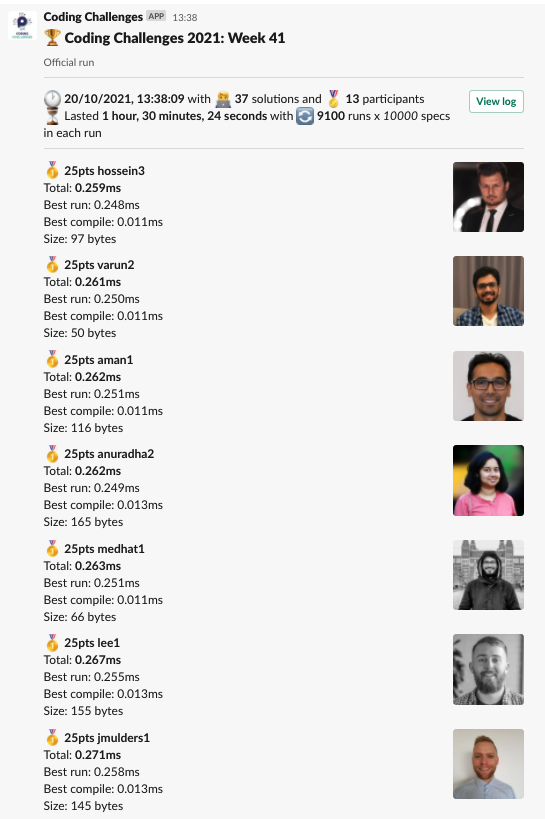 Coding Challenges APP 13:38
Coding Challenges 2021: Week 41
Official run
20/10/2021, 13:38:09 with 37 solutions and 13 participants
View log
Lasted 1 hour, 30 minutes, 24 seconds with 9100 runs x 10000 specs
in each run
25pts hossein3
Total: 0.259ms
Best run: 0.248ms
Best compile: 0.011ms
Size: 97 bytes
25pts varun2
Total: 0.261ms
Best run: 0.250ms
Best compile: 0.011ms
Size: 50 bytes
25pts aman1
Total: 0.262ms
Best run: 0.251ms
Best compile: 0.011ms
Size: 116 bytes
25pts anuradha2
Total: 0.262ms
Best run: 0.249ms
Best compile: 0.013ms
Size: 165 bytes
25pts medhat1
Total: 0.263ms
Best run: 0.251ms
Best compile: 0.011ms
Size: 66 bytes
25pts lee1
Total: 0.267ms
Best run: 0.255ms
Best compile: 0.013ms
Size: 155 bytes
25pts jmulders1
Total: 0.271ms
Best run: 0.258ms
Best compile: 0.013ms
Size: 145 bytes